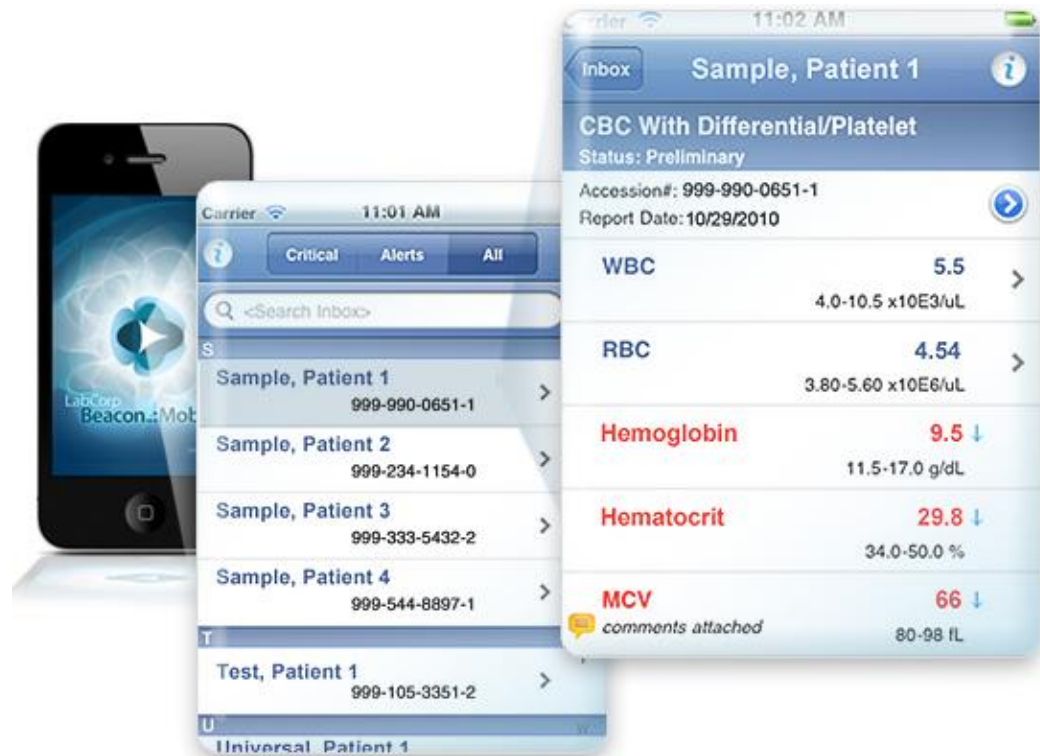 LabCorp
Beacon.:Mob
Carrier 11:01 AM
Critical Alerts All
<Search Inbox>
S
Sample, Patient 1
999-990-0651-1
Sample, Patient 2
999-234-1154-0
Sample, Patient 3
999-333-5432-2
Sample, Patient 4
999-544-8897-1
T
Test, Patient 1
999-105-3351-2
U
Universal, Patient 1
11:02 AM
Inbox Sample, Patient 1
CBC With Differential/Platelet
Status: Preliminary
Accession#: 999-990-0651-1
Report Date: 10/29/2010
WBC 5.5
4.0-10.5 x10E3/uL
RBC 4.54
3.80-5.60 x10E6/uL
Hemoglobin 9.5 ↓
11.5-17.0 g/dL
Hematocrit 29.8 ↓
34.0-50.0 %
MCV 66 ↓
comments attached 80-98 fL